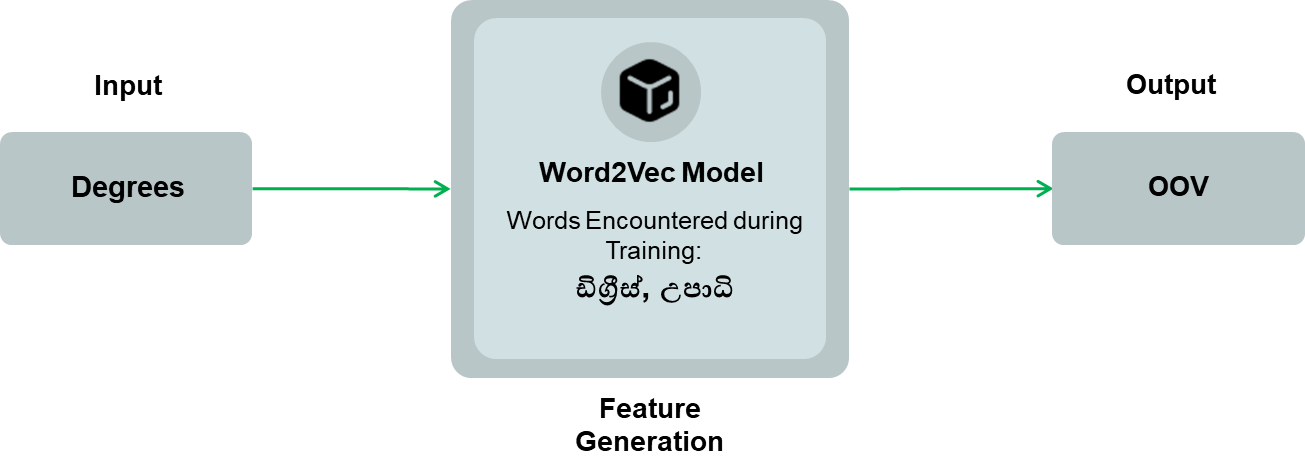 Input
Output
Degrees
Word2Vec Model
Words Encountered during
Training:
ඩිග්‍රීස්, උපාධි
OOV
Feature
Generation